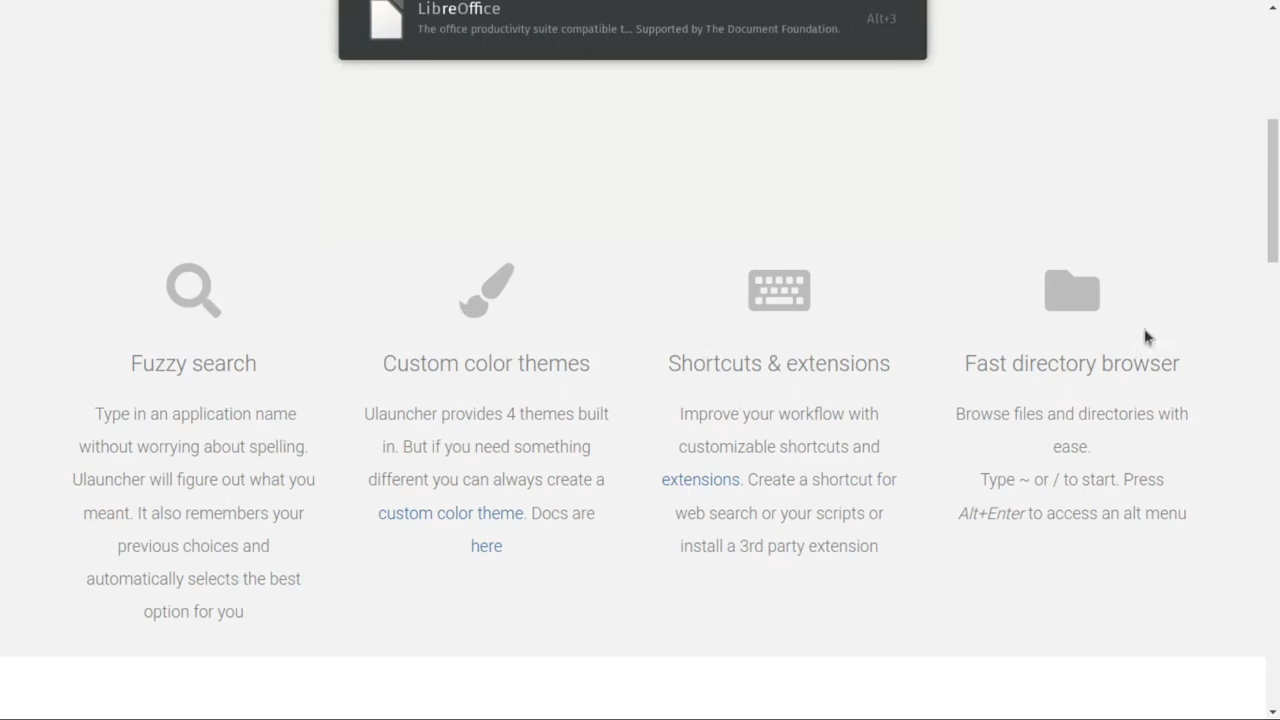 LibreOffice
The office productivity suite compatible t... Supported by The Document Foundation.
Alt+3
Fuzzy search
Type in an application name
without worrying about spelling.
Ulauncher will figure out what you
meant. It also remembers your
previous choices and
automatically selects the best
option for you
Custom color themes
Ulauncher provides 4 themes built
in. But if you need something
different you can always create a
custom color theme. Docs are
here
Shortcuts & extensions
Improve your workflow with
customizable shortcuts and
extensions. Create a shortcut for
web search or your scripts or
install a 3rd party extension
Fast directory browser
Browse files and directories with
ease.
Type ~ or / to start. Press
Alt+Enter to access an alt menu